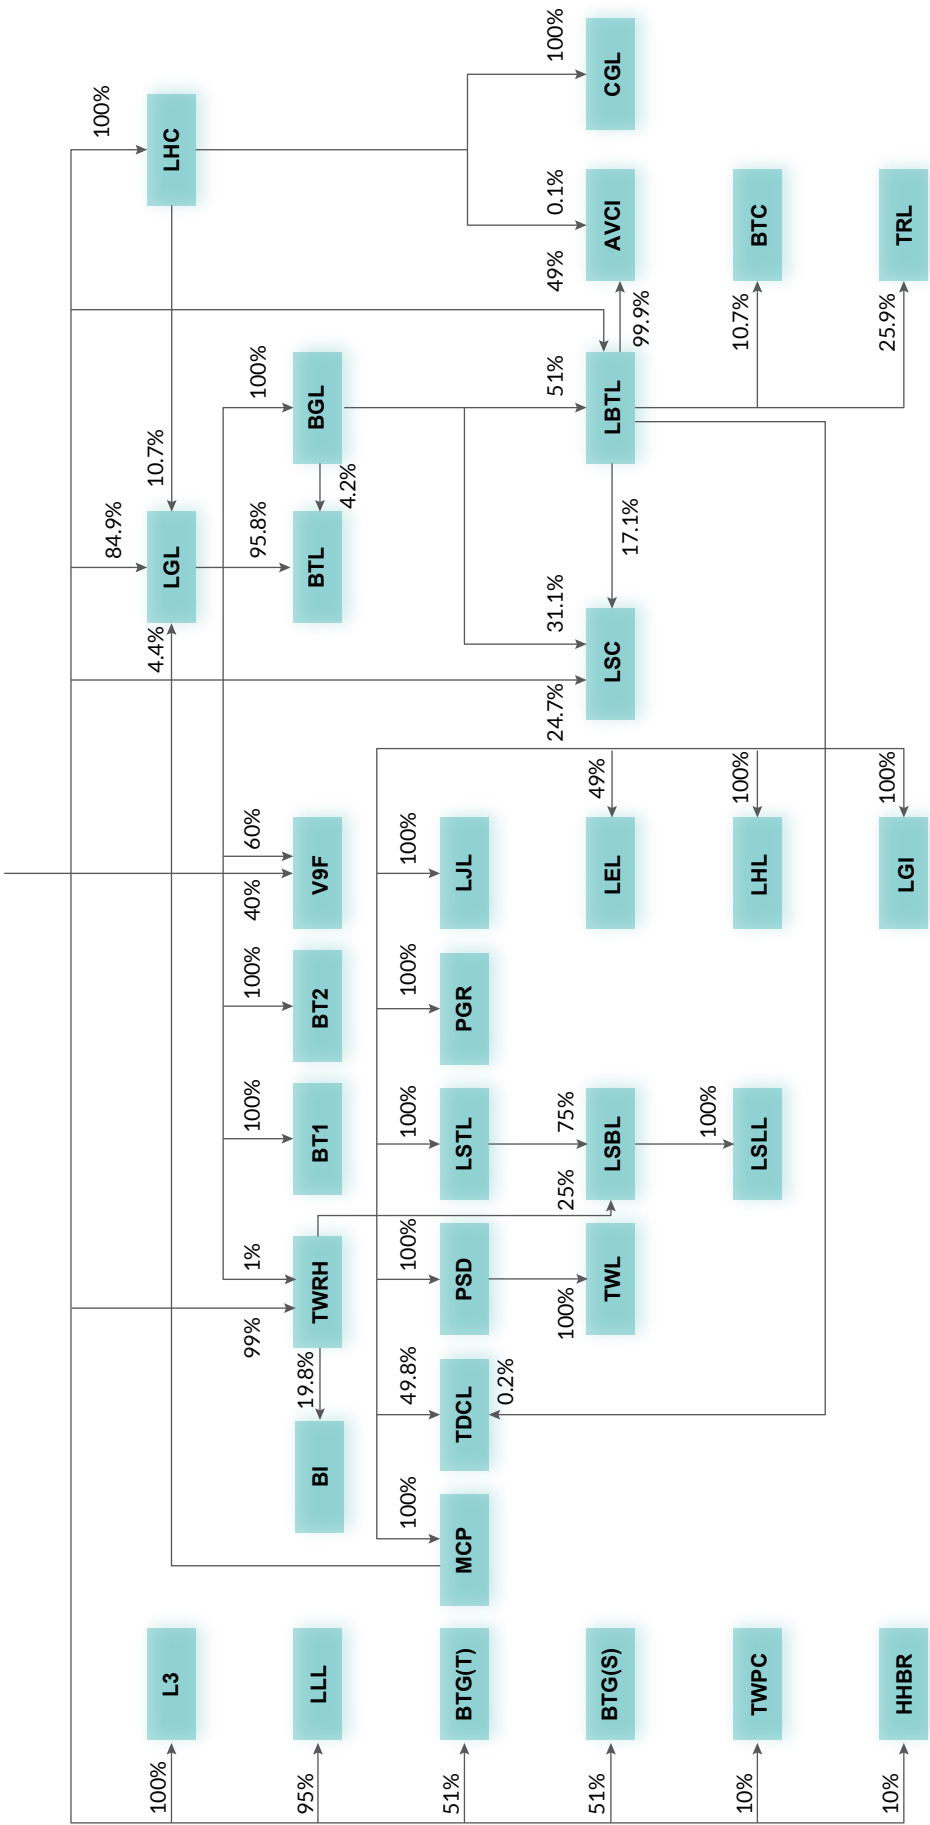 84.9%
100%
100%
4.4%
10.7%
L3
LGL
LHC
99%
1%
100%
100%
40%
60%
95.8%
100%
95%
19.8%
LLL
BI
TWRH
BT1
BT2
V9F
BTL
BGL
4.2%
100%
49.8%
100%
100%
100%
100%
51%
BTG(T)
MCP
TDCL
PSD
LSTL
PGR
LJL
0.2%
100%
25%
75%
24.7%
31.1%
51%
49%
0.1%
100%
51%
49%
BTG(S)
TWL
LSBL
LEL
LSC
LBTL
AVCI
CGL
17.1%
99.9%
100%
10%
100%
10.7%
TWPC
LSLL
LHL
BTC
10%
100%
25.9%
HHBR
LGI
TRL